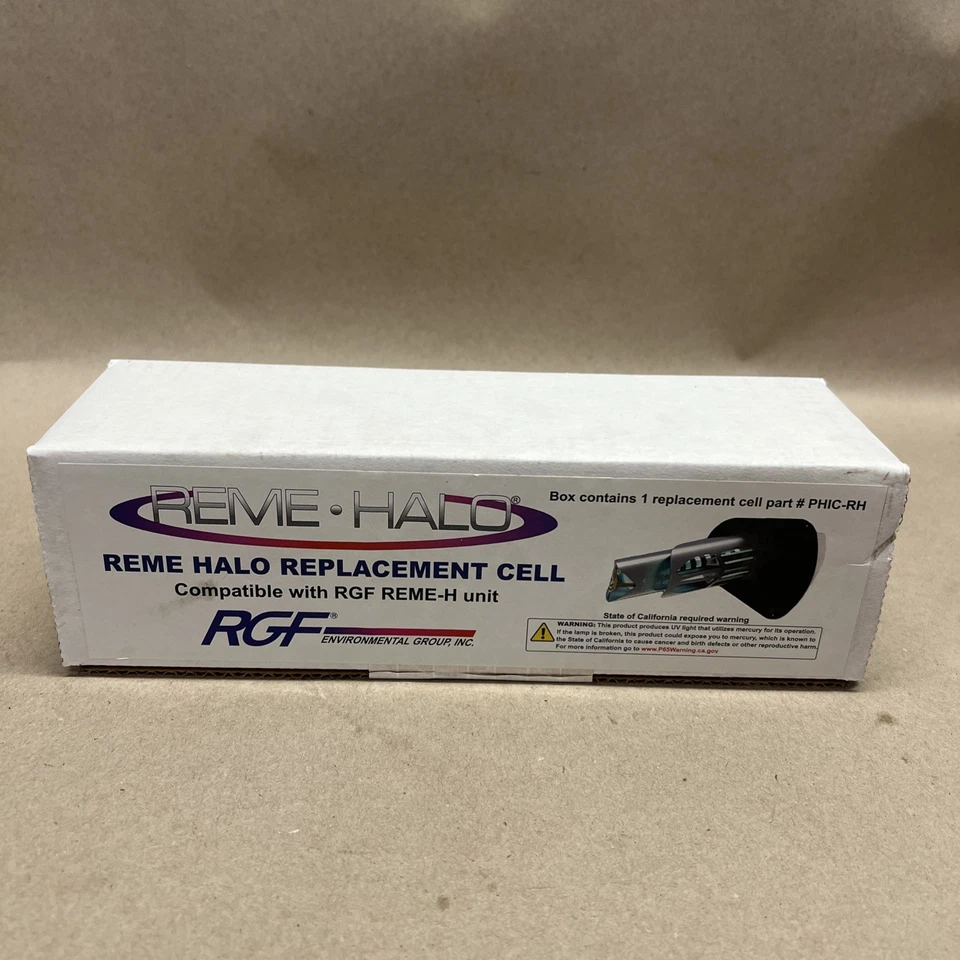 REME•HALO®
REME HALO REPLACEMENT CELL
Compatible with RGF REME-H unit
RGF®
ENVIRONMENTAL GROUP, INC.
Box contains 1 replacement cell part # PHIC-RH
State of California required warning
WARNING: This product produces UV light that utilizes mercury for its operation.
If the lamp is broken, this product could expose you to mercury, which is known to
the State of California to cause cancer and birth defects or other reproductive harm.
For more information go to www.P65Warning.ca.gov